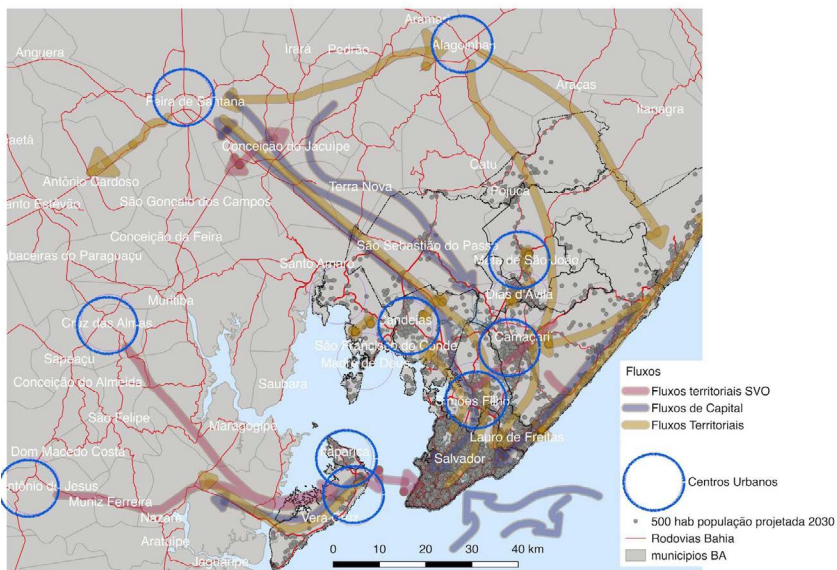 Aramari
Alagoinhas
Anguera
Irará
Pedrão
Araças
Feira de Santana
Itanagra
Conceição do Jacuípe
Catu
Antônio Cardoso
Terra Nova
Pojuca
São Gonçalo dos Campos
Conceição da Feira
São Sebastião do Passé
Mata de São João
Santo Amaro
Dias d'Ávila
Muritiba
Cruz das Almas
Candeias
Camaçari
São Francisco do Conde
Sapeaçu
Conceição do Almeida
Saubara
Simões Filho
São Felipe
Maragogipe
Lauro de Freitas
Dom Macedo Costa
Itaparica
Salvador
Muniz Ferreira
Nazaré
Vera Cruz
Aratuípe
Jaguaripe
Fluxos
Fluxos territoriais SVO
Fluxos de Capital
Fluxos Territoriais
Centros Urbanos
500 hab população projetada 2030
Rodovias Bahia
municipios BA
0 10 20 30 40 km